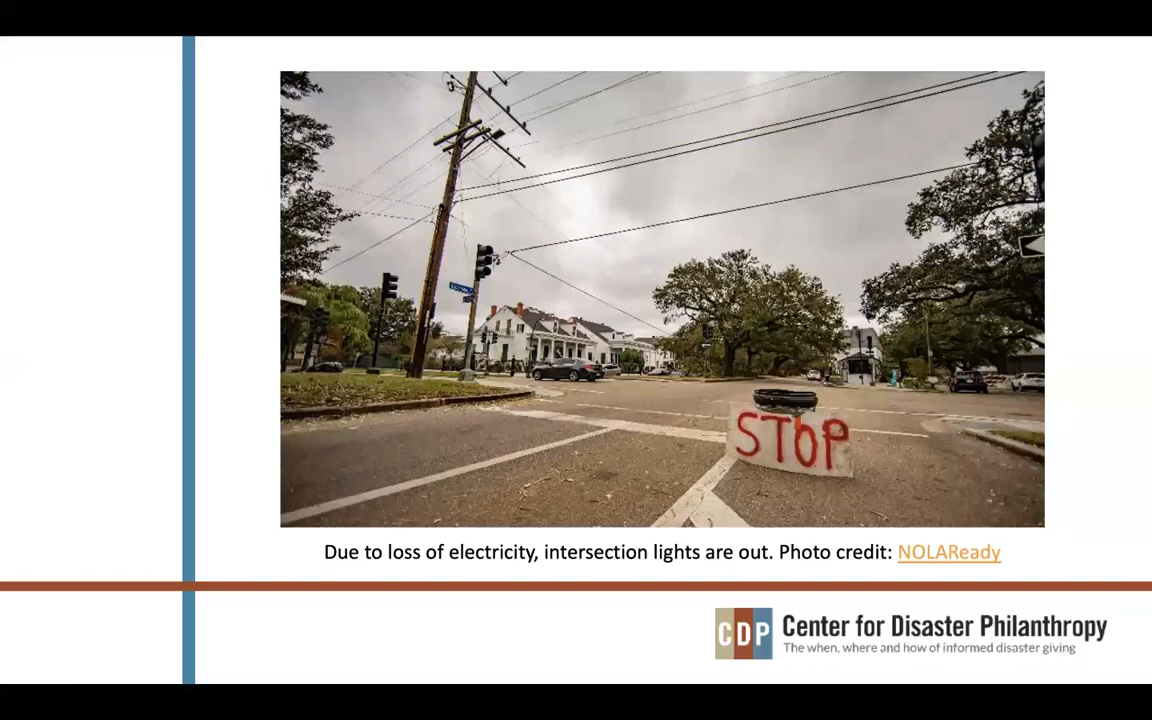 STOP
Due to loss of electricity, intersection lights are out. Photo credit: NOLAReady
CDP Center for Disaster Philanthropy
The when, where and how of informed disaster giving